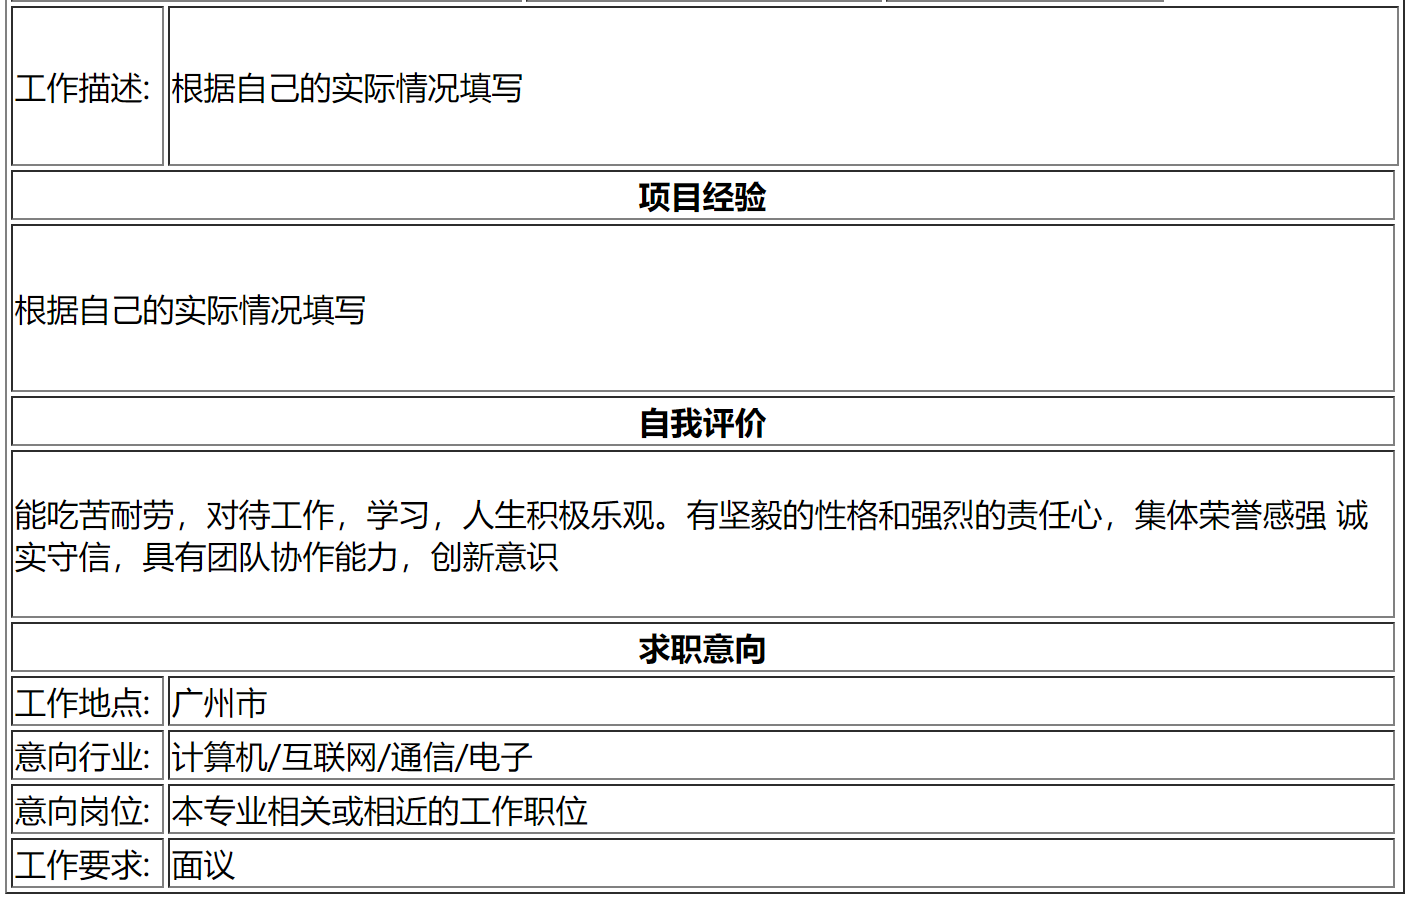 工作描述: 根据自己的实际情况填写
项目经验
根据自己的实际情况填写
自我评价
能吃苦耐劳，对待工作，学习，人生积极乐观。有坚毅的性格和强烈的责任心，集体荣誉感强 诚
实守信，具有团队协作能力，创新意识
求职意向
工作地点: 广州市
意向行业: 计算机/互联网/通信/电子
意向岗位: 本专业相关或相近的工作职位
工作要求: 面议